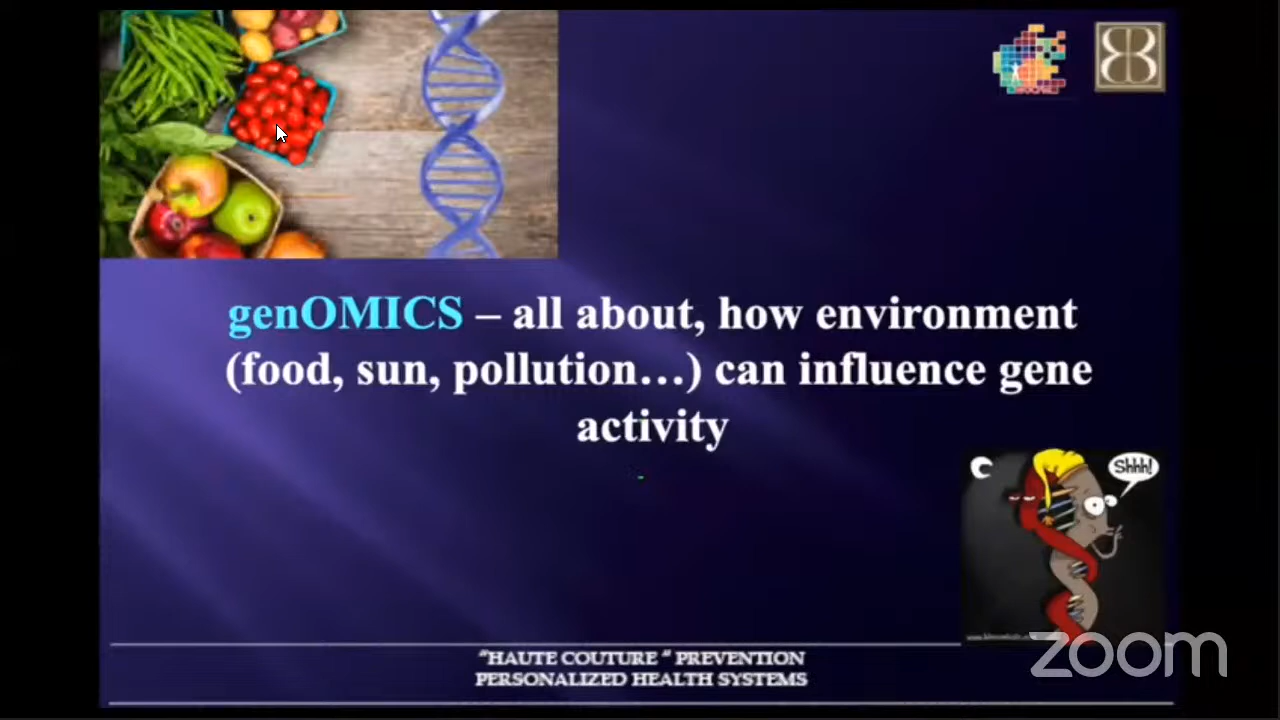 genOMICS – all about, how environment
(food, sun, pollution...) can influence gene
activity
Shhh!
"HAUTE COUTURE " PREVENTION
PERSONALIZED HEALTH SYSTEMS
zoom